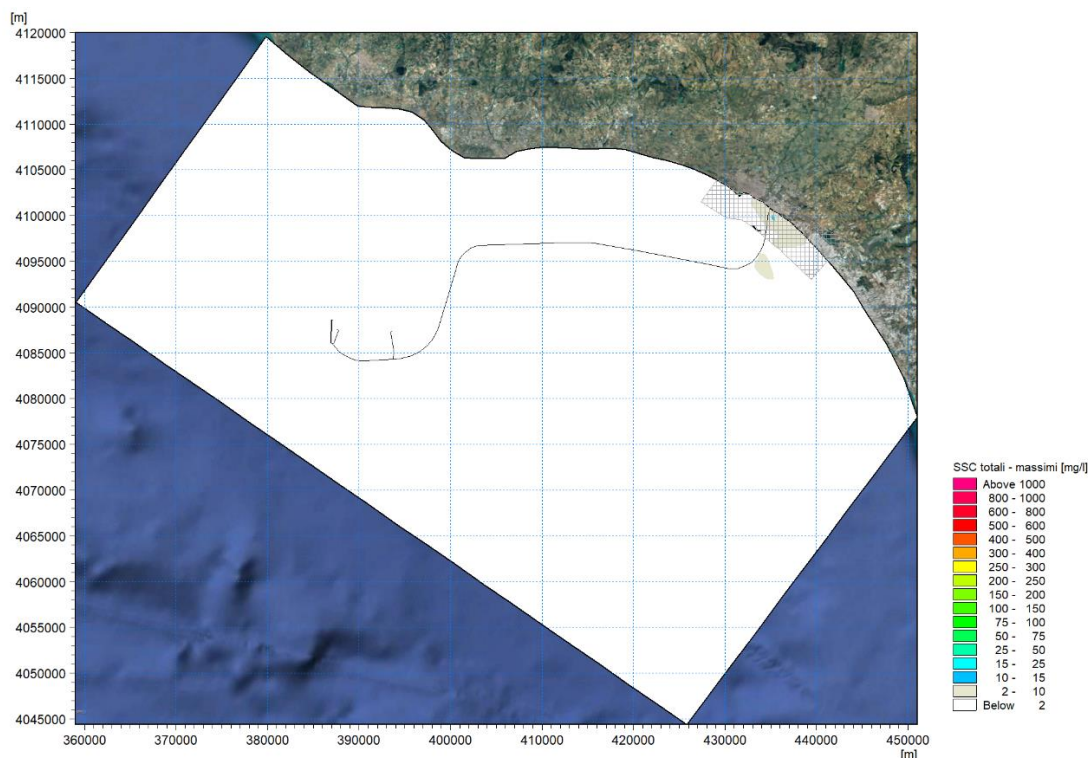 [m]
4120000
4115000
4110000
4105000
4100000
4095000
4090000
4085000
4080000
4075000
4070000
4065000
4060000
4055000
4050000
4045000
360000 370000 380000 390000 400000 410000 420000 430000 440000 450000
[m]
SSC totali - massimi [mg/l]
Above 1000
800 - 1000
600 - 800
500 - 600
400 - 500
300 - 400
250 - 300
200 - 250
150 - 200
100 - 150
75 - 100
50 - 75
25 - 50
15 - 25
10 - 15
2 - 10
Below 2